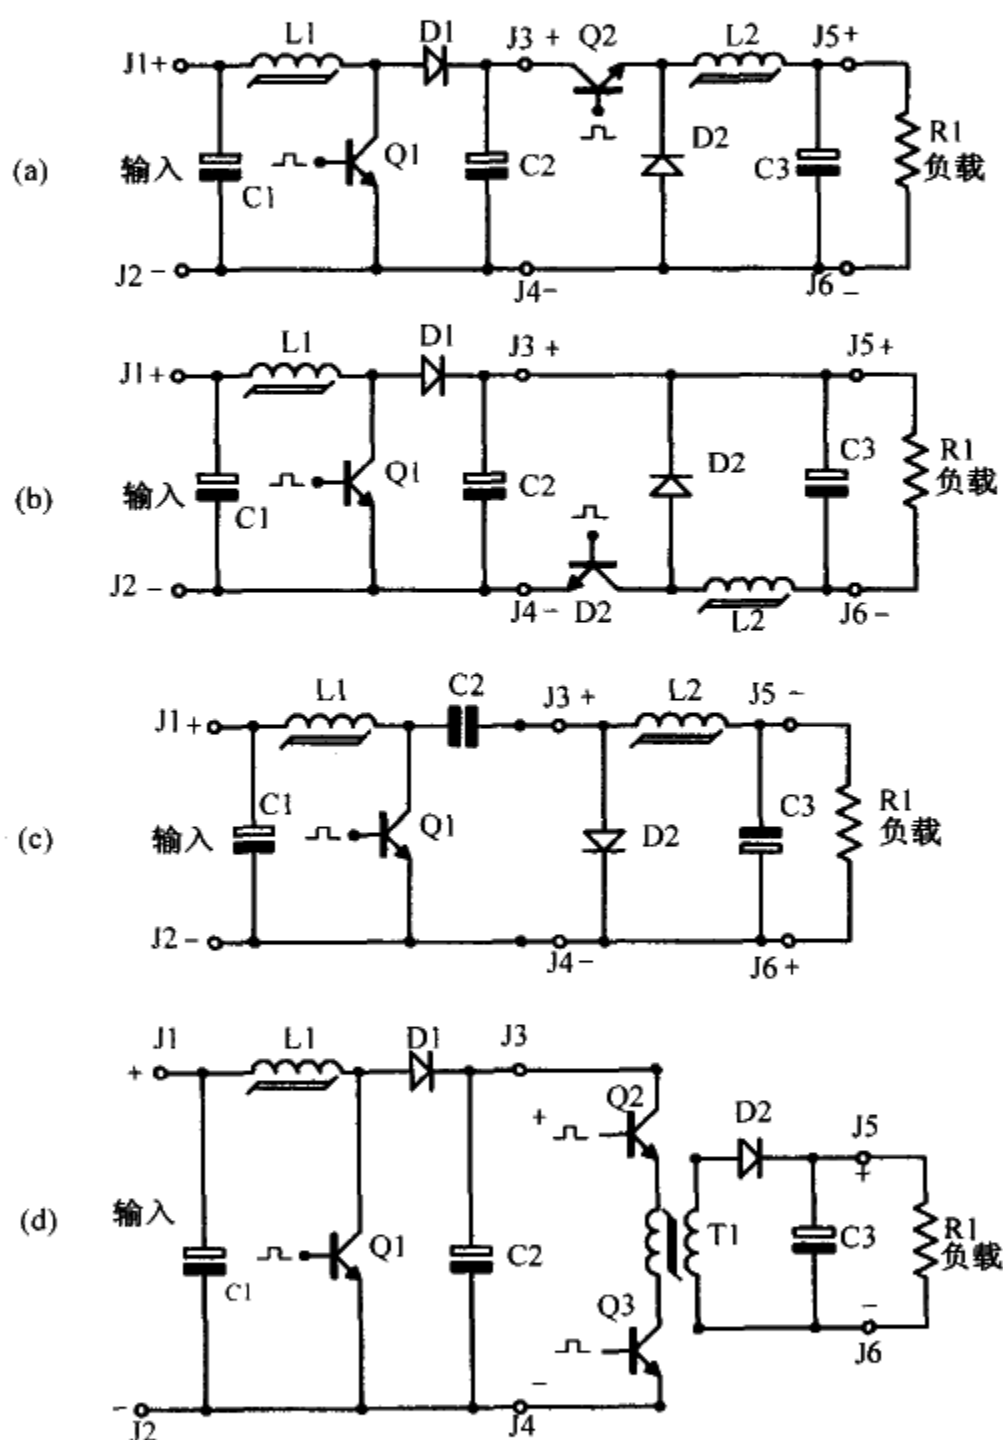 L1
D1
J3 +
Q2
L2
J5+
J1+
(a)
输入
C1
Q1
C2
D2
C3
R1
负载
J2 -
J4-
J6 -
L1
D1
J3 +
J5+
J1+
(b)
输入
C1
Q1
C2
D2
C3
R1
负载
J2 -
J4 -
D2
L2
J6 -
L1
C2
J3 +
L2
J5 -
J1+
(c)
输入
C1
Q1
D2
C3
R1
负载
J2 -
J4 -
J6 +
J1
L1
D1
J3
+
Q2
+
D2
J5
+
(d)
输入
C1
Q1
C2
T1
C3
R1
负载
Q3
-
J6
-
-
J2
J4